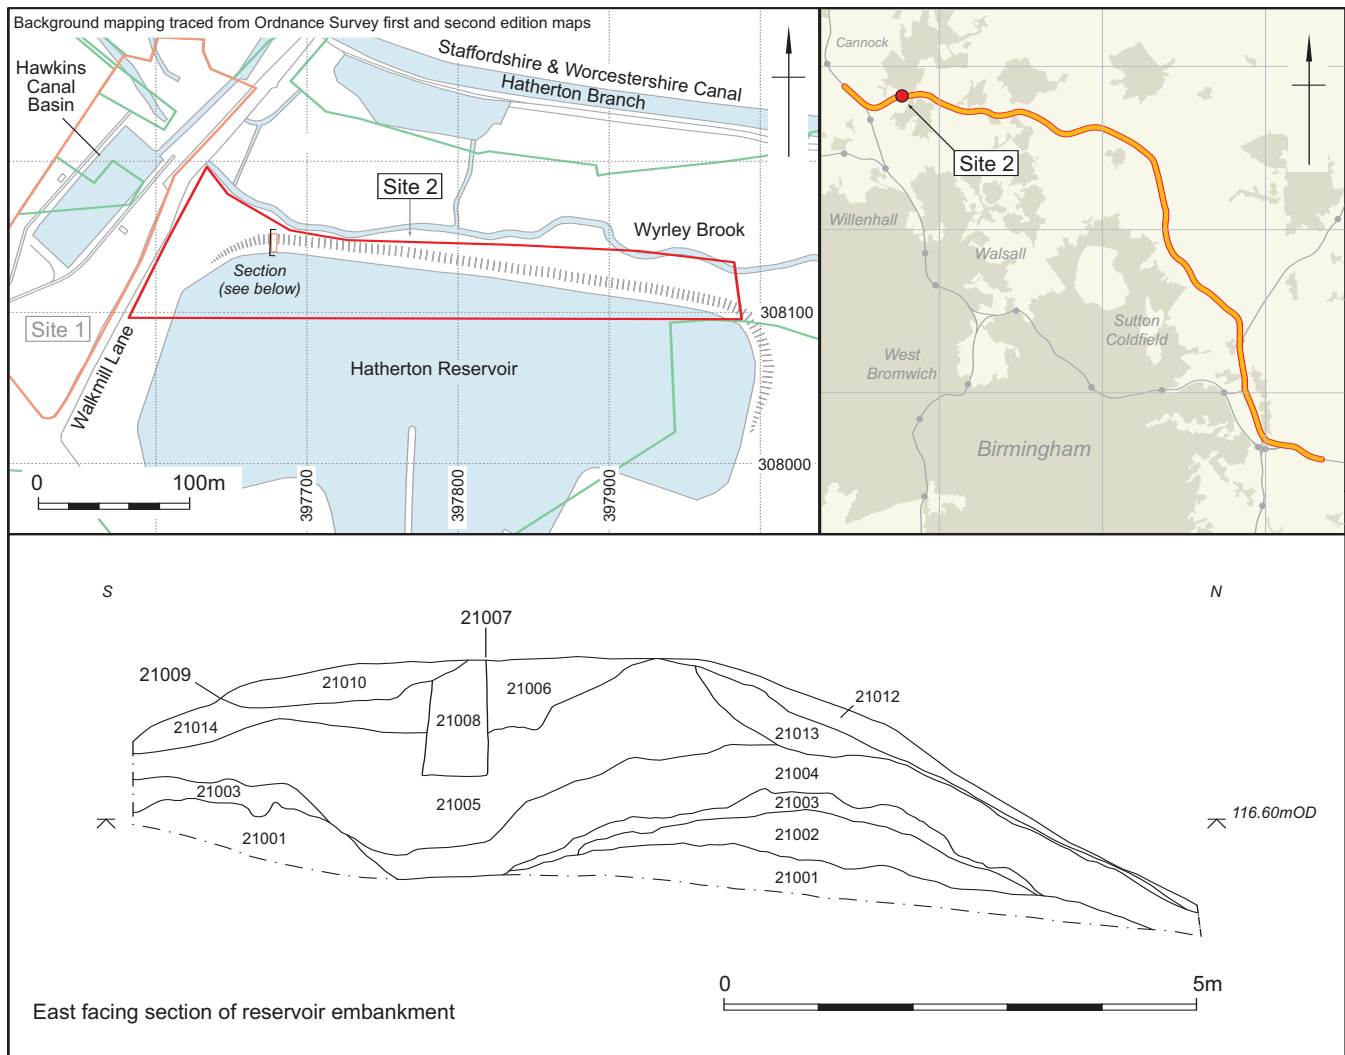 Background mapping traced from Ordnance Survey first and second edition maps
Hawkins
Canal
Basin
Staffordshire & Worcestershire Canal
Hatherton Branch
Site 2
Wyrley Brook
Section
(see below)
Site 1
Walkmill Lane
308100
Hatherton Reservoir
308000
0
100m
397700
397800
397900
Cannock
Site 2
Willenhall
Walsall
Sutton
Coldfield
West
Bromwich
Birmingham
S
N
21007
21009
21010
21006
21012
21014
21008
21013
21004
21003
21005
21003
21002
21001
21001
116.60mOD
0
5m
East facing section of reservoir embankment